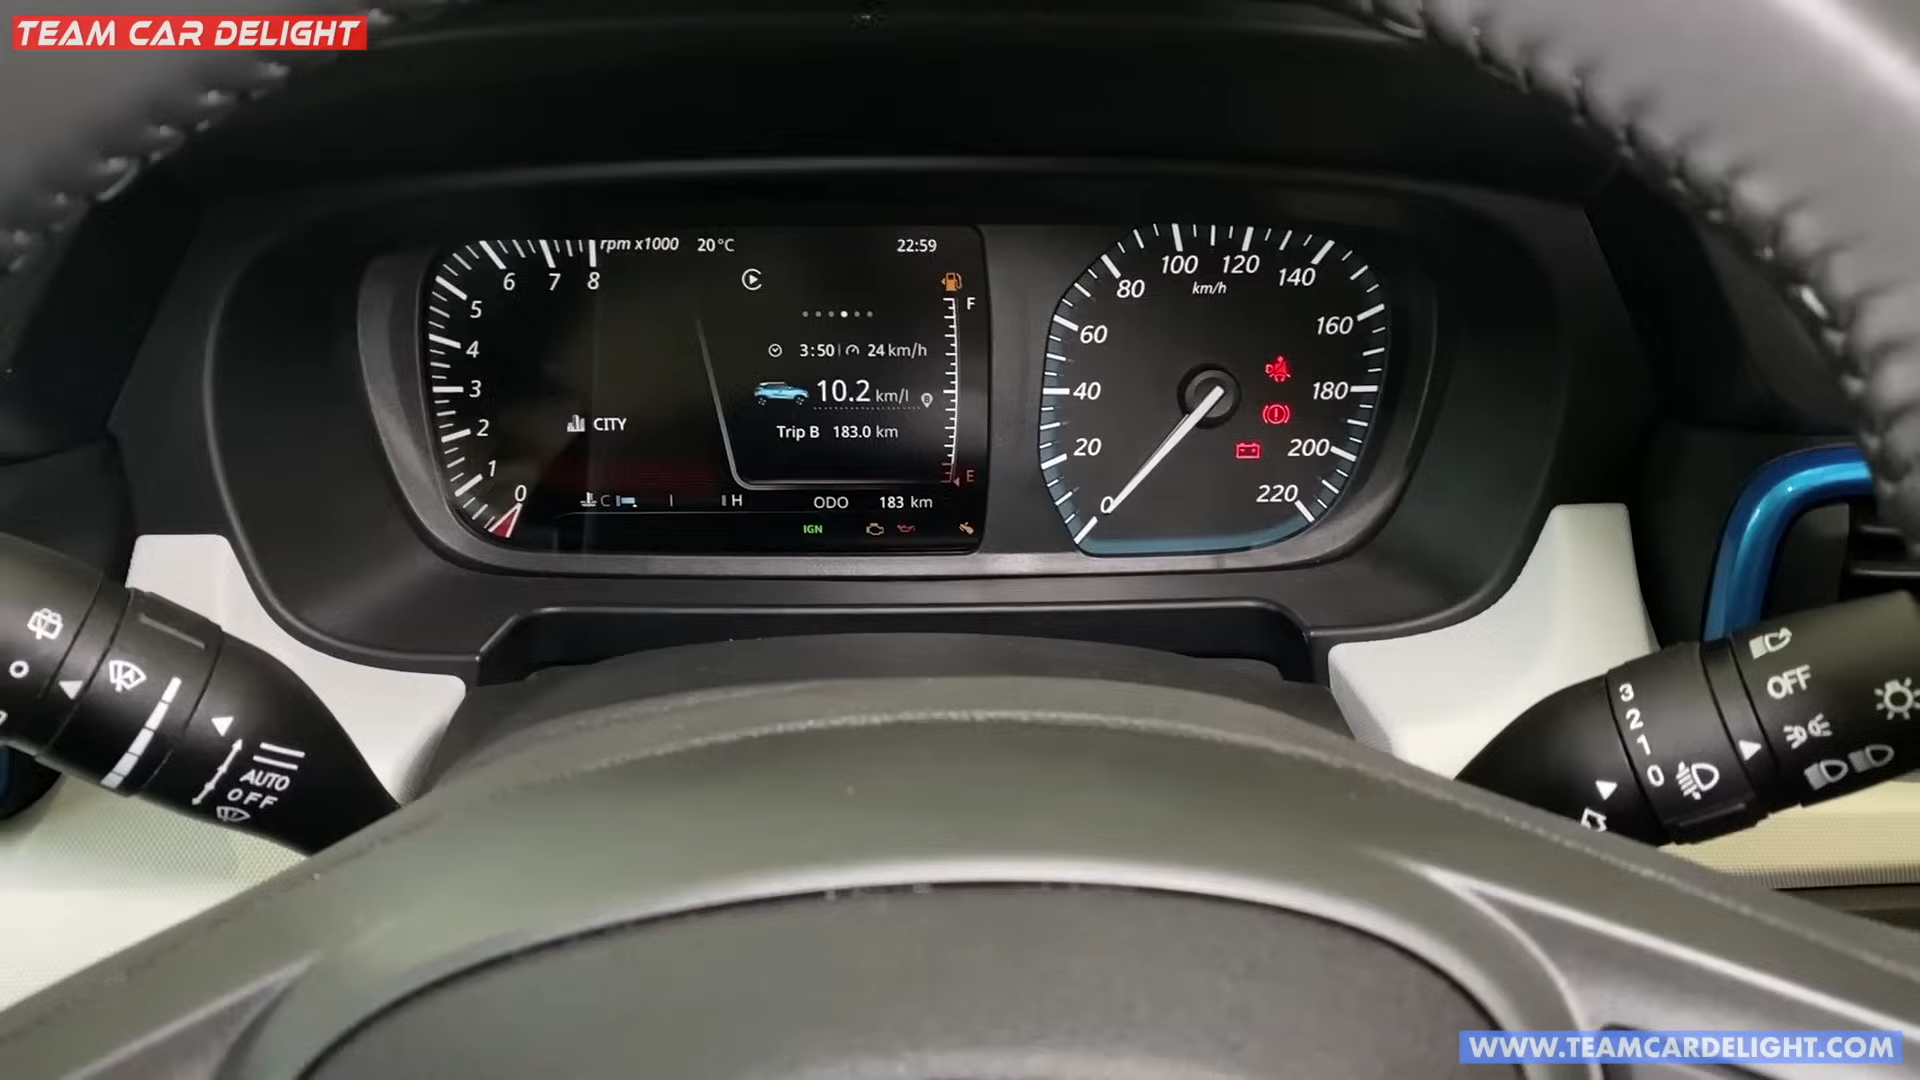 TEAM CAR DELIGHT
rpm x1000
20°C
22:59
8
7
6
5
4
3
2
1
0
F
3:50
24 km/h
10.2 km/l
CITY
Trip B 183.0 km
E
C
H
ODO 183 km
IGN
km/h
0
20
40
60
80
100
120
140
160
180
200
220
AUTO
OFF
3
2
1
0
OFF
WWW.TEAMCARDELIGHT.COM